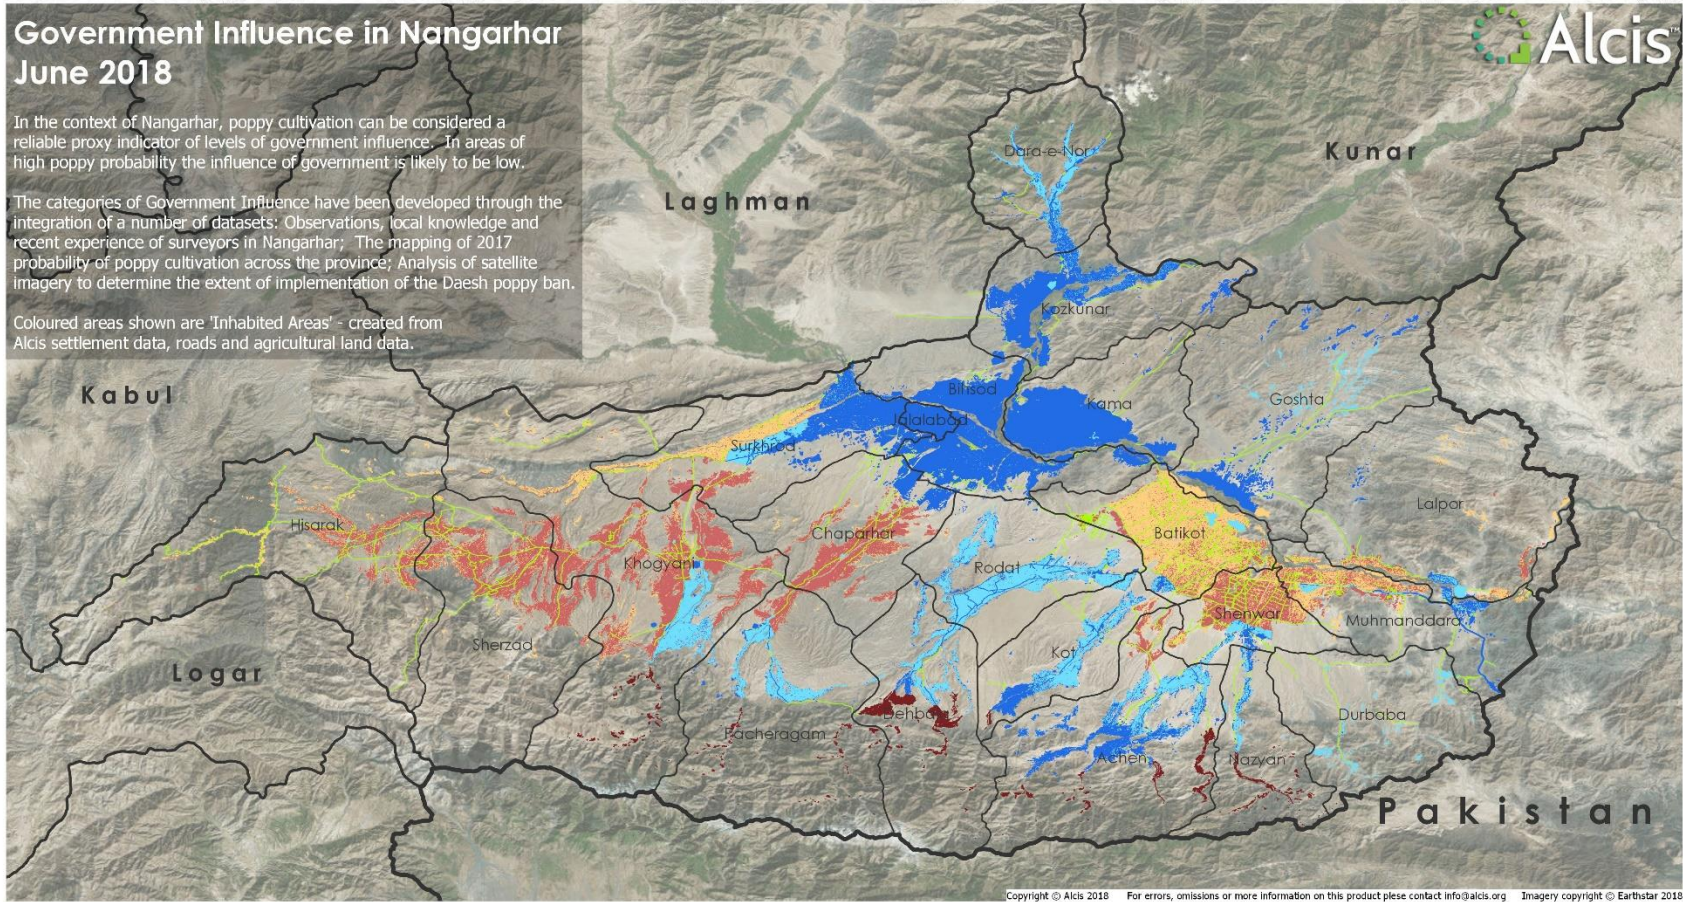 Government Influence in Nangarhar
June 2018
In the context of Nangarhar, poppy cultivation can be considered a
reliable proxy indicator of levels of government influence. In areas of
high poppy probability the influence of government is likely to be low.
The categories of Government Influence have been developed through the
integration of a number of datasets: Observations, local knowledge and
recent experience of surveyors in Nangarhar; The mapping of 2017
probability of poppy cultivation across the province; Analysis of satellite
imagery to determine the extent of implementation of the Daesh poppy ban.
Coloured areas shown are 'Inhabited Areas' - created from
Alcis settlement data, roads and agricultural land data.
Alcis™
Kunar
Dara-e-Nor
Laghman
Kozkunar
Kabul
Bihsod
Kama
Goshta
Jalalabad
Surkhrod
Hisarak
Chaparhar
Batikot
Lalpor
Khogyani
Rodat
Shenwar
Muhmanddara
Sherzad
Kot
Logar
Dehbala
Durbaba
Pacheragam
Achen
Nazyan
Pakistan
Copyright © Alcis 2018 For errors, omissions or more information on this product plese contact info@alcis.org Imagery copyright © Earthstar 2018